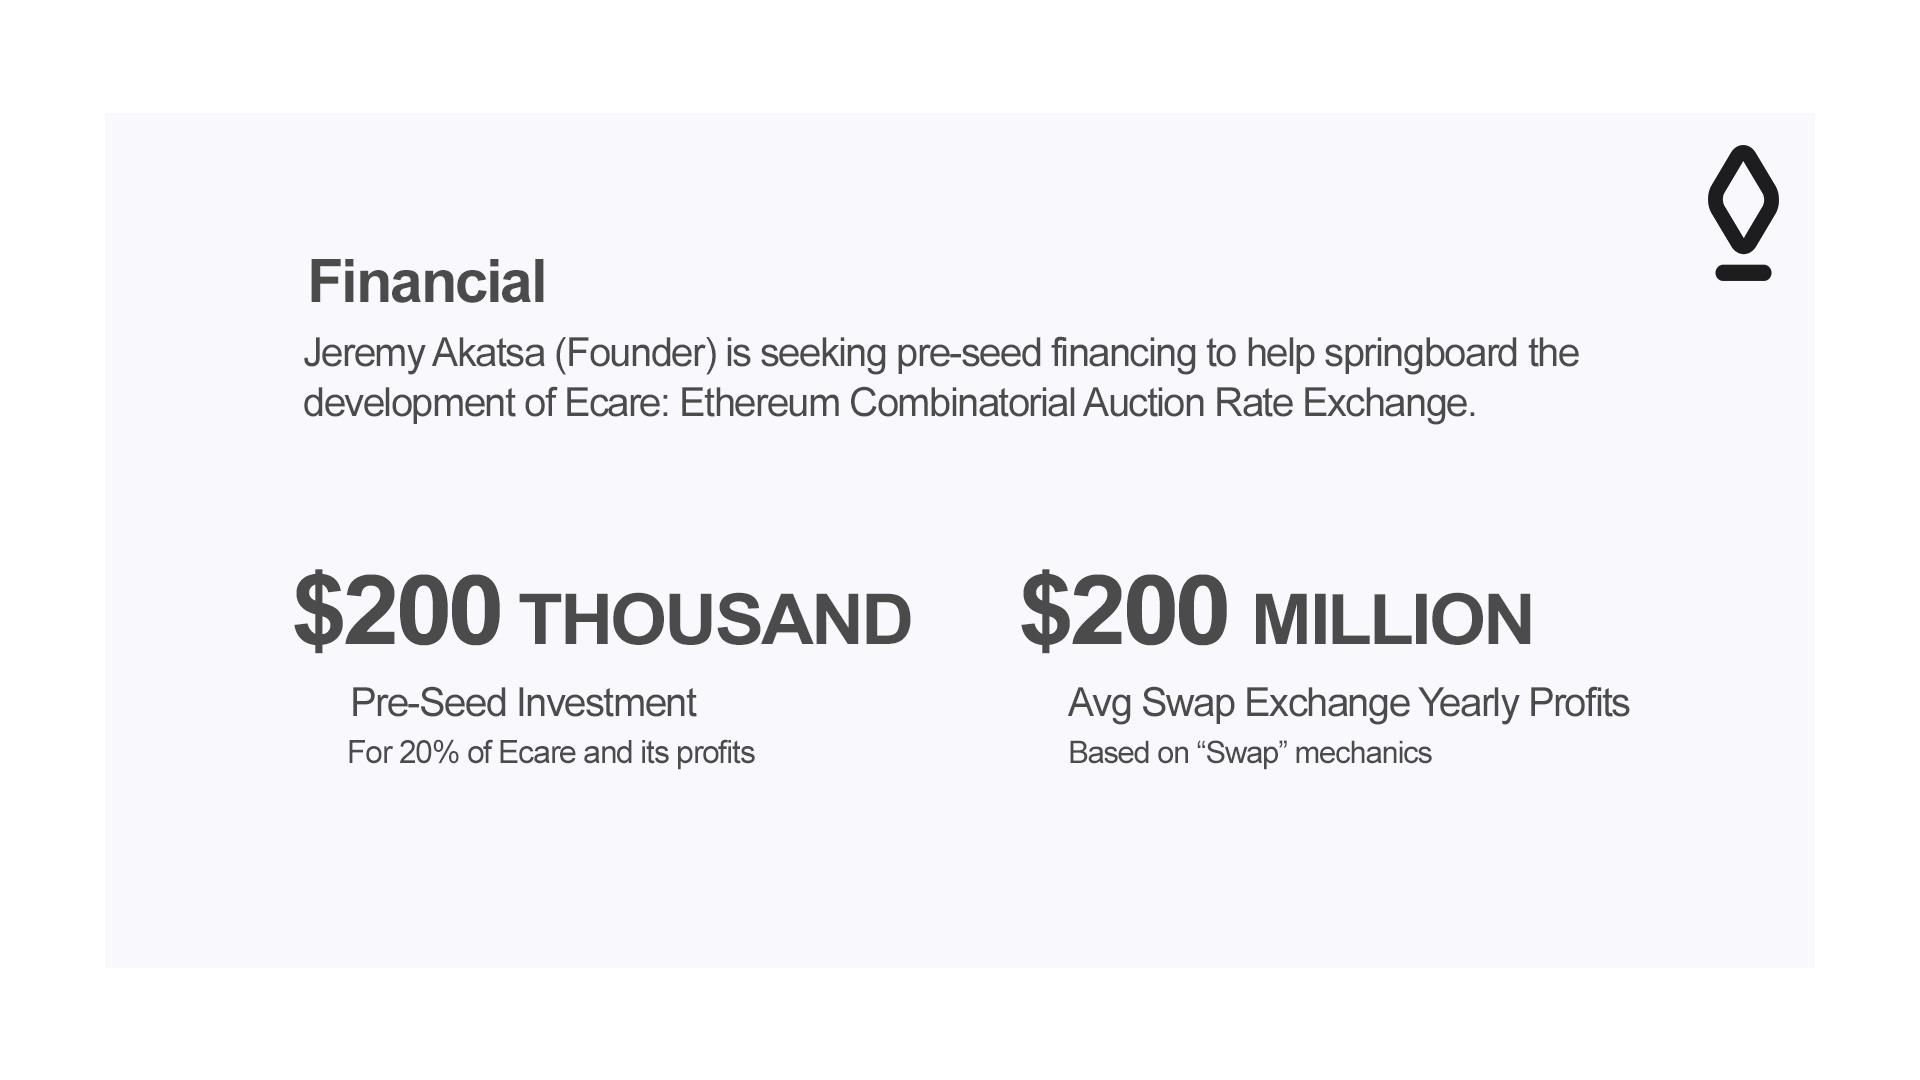 Financial
Jeremy Akatsa (Founder) is seeking pre-seed financing to help springboard the
development of Ecare: Ethereum Combinatorial Auction Rate Exchange.
$200 THOUSAND
Pre-Seed Investment
For 20% of Ecare and its profits
$200 MILLION
Avg Swap Exchange Yearly Profits
Based on “Swap” mechanics